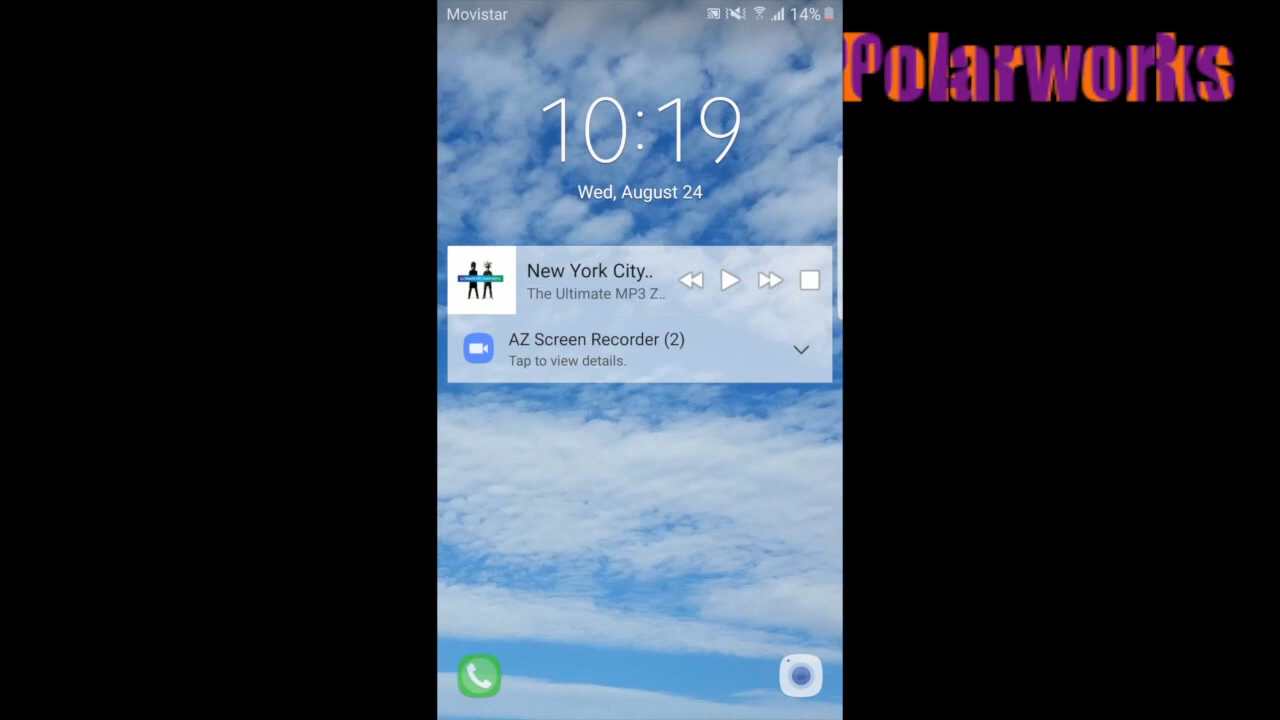 Movistar
14%
Polarworks
10:19
Wed, August 24
New York City..
The Ultimate MP3 Z..
AZ Screen Recorder (2)
Tap to view details.